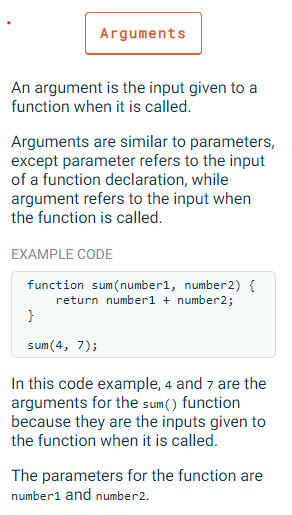 Arguments
An argument is the input given to a
function when it is called.
Arguments are similar to parameters,
except parameter refers to the input
of a function declaration, while
argument refers to the input when
the function is called.
EXAMPLE CODE
function sum(number1, number2) {
    return number1 + number2;
}
sum(4, 7);
In this code example, 4 and 7 are the
arguments for the sum() function
because they are the inputs given to
the function when it is called.
The parameters for the function are
number1 and number2.